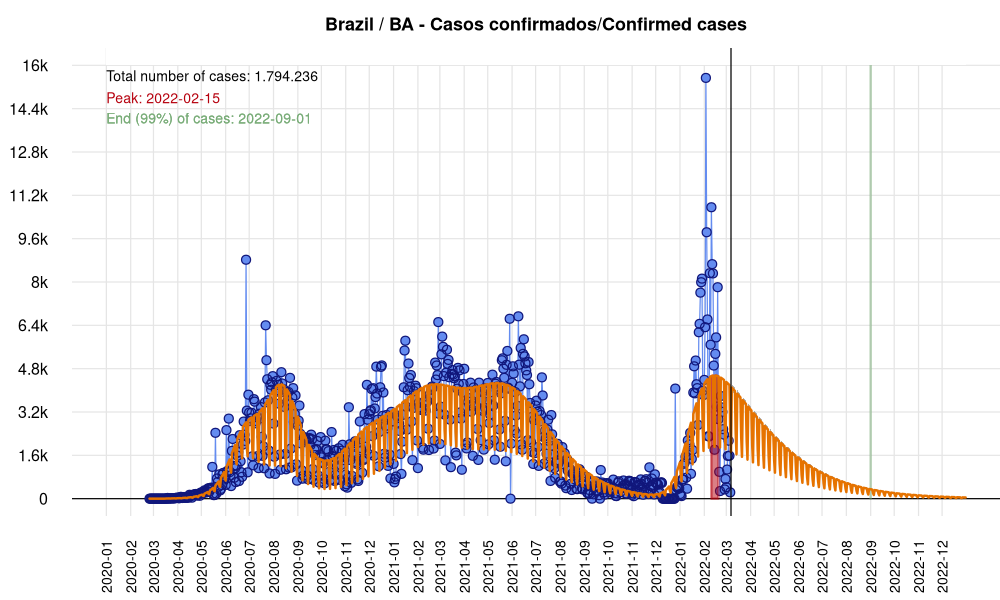 Brazil / BA - Casos confirmados/Confirmed cases
Total number of cases: 1.794.236
Peak: 2022-02-15
End (99%) of cases: 2022-09-01
16k
14.4k
12.8k
11.2k
9.6k
8k
6.4k
4.8k
3.2k
1.6k
0
2020-01
2020-02
2020-03
2020-04
2020-05
2020-06
2020-07
2020-08
2020-09
2020-10
2020-11
2020-12
2021-01
2021-02
2021-03
2021-04
2021-05
2021-06
2021-07
2021-08
2021-09
2021-10
2021-11
2021-12
2022-01
2022-02
2022-03
2022-04
2022-05
2022-06
2022-07
2022-08
2022-09
2022-10
2022-11
2022-12